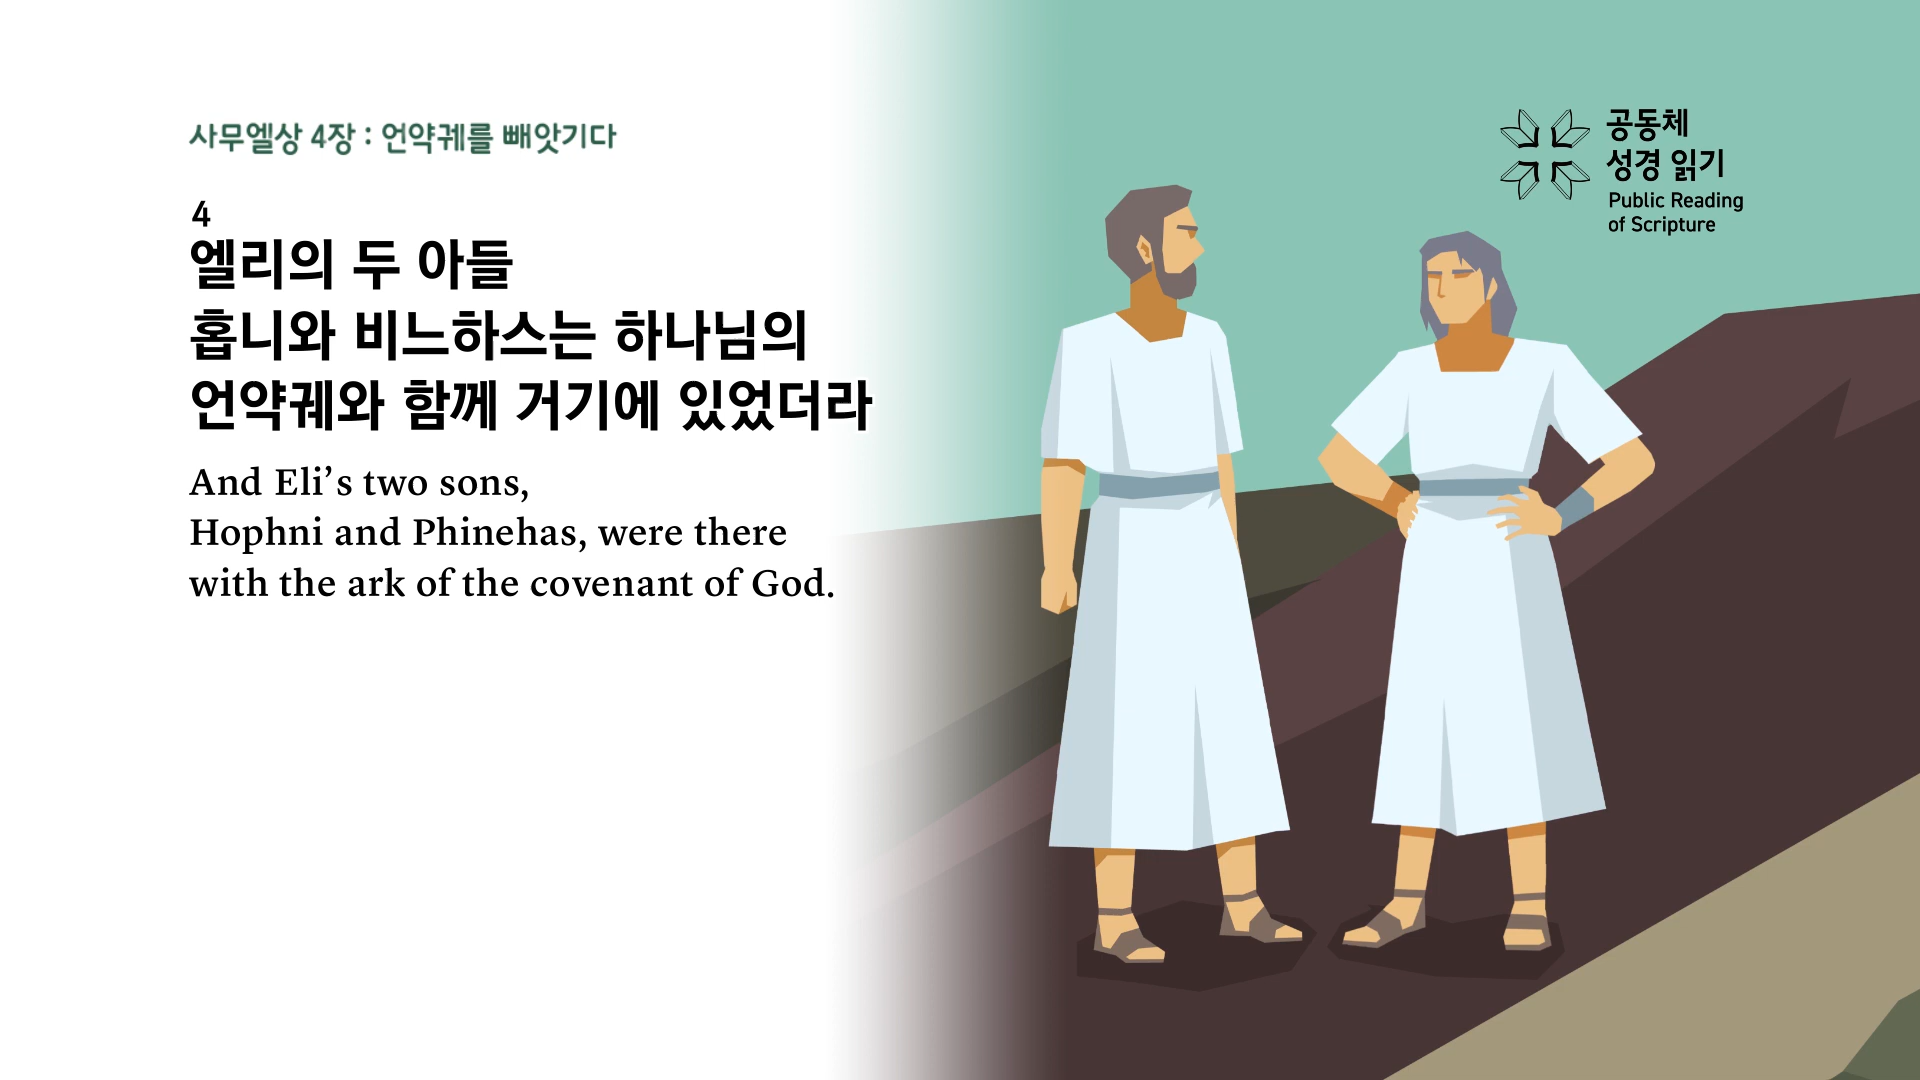 사무엘상 4장 : 언약궤를 빼앗기다
4
엘리의 두 아들
홉니와 비느하스는 하나님의
언약궤와 함께 거기에 있었더라
And Eli’s two sons,
Hophni and Phinehas, were there
with the ark of the covenant of God.
공동체
성경 읽기
Public Reading
of Scripture